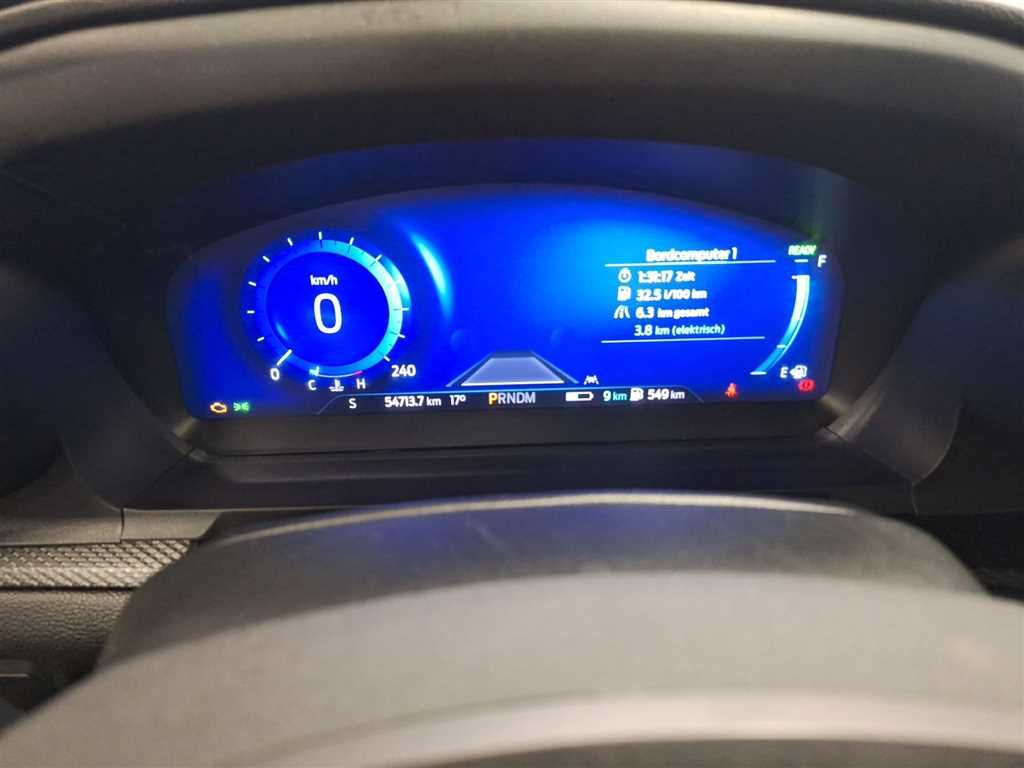 Bordcomputer 1
READY
F
1:31:17 Zeit
32.5 l/100 km
6.3 km gesamt
3.8 km (elektrisch)
km/h
0
0
240
C H
E
S 54713.7 km 17° PRNDM 9 km 549 km